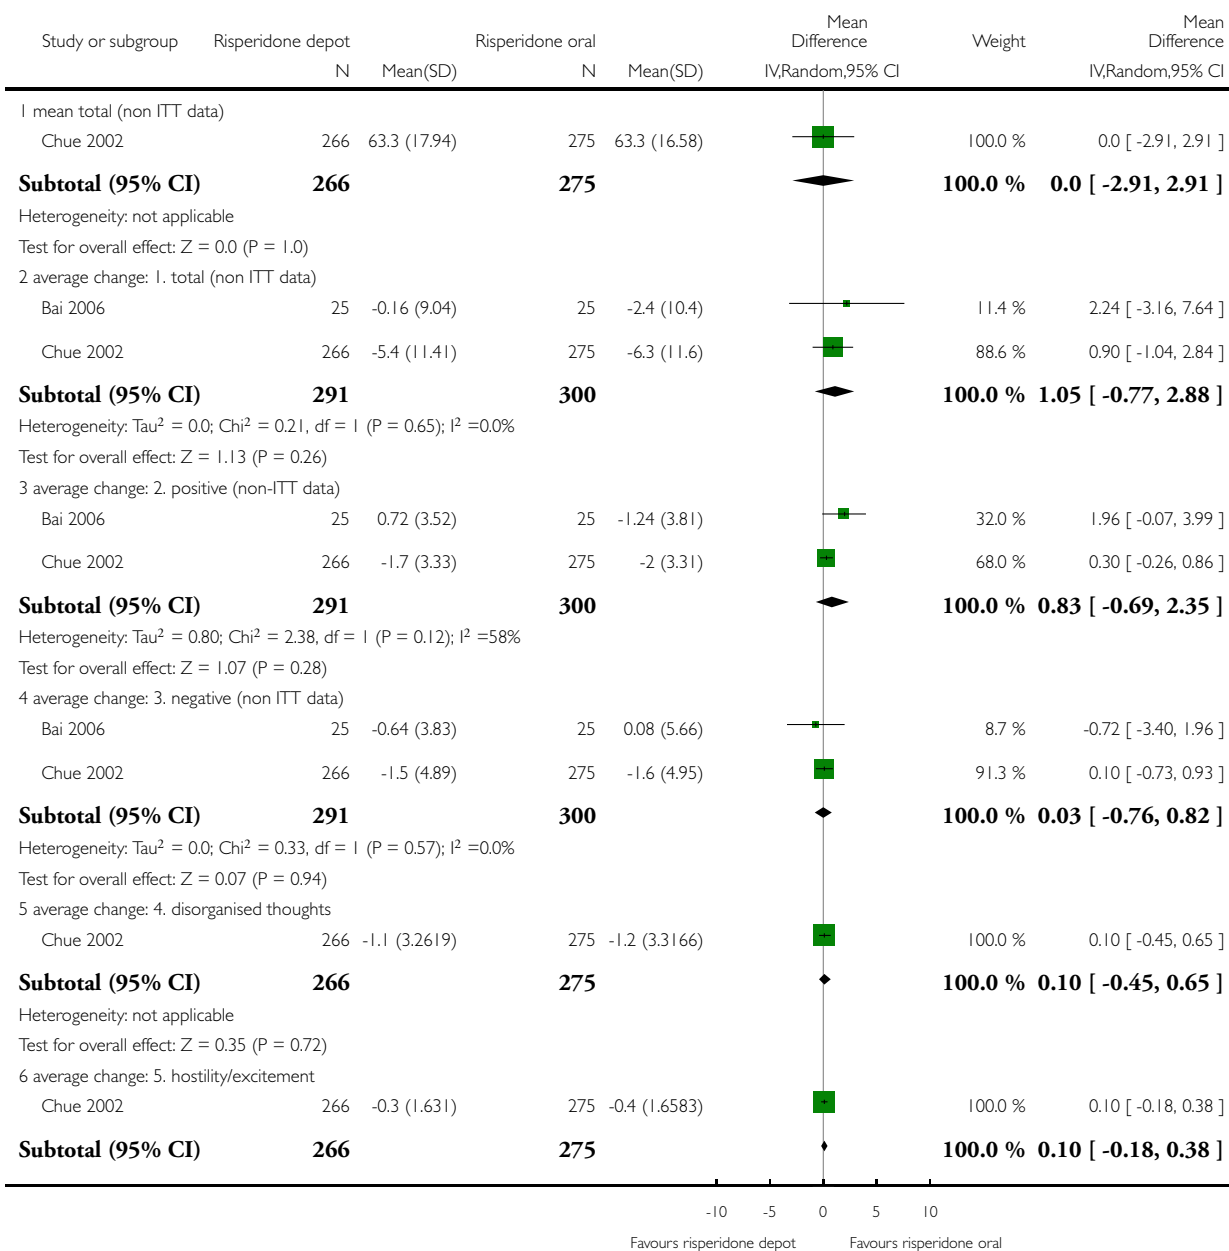 Study or subgroup Risperidone depot Risperidone oral Mean Difference Weight Mean Difference
N Mean(SD) N Mean(SD) IV,Random,95% CI IV,Random,95% CI
1 mean total (non ITT data)
Chue 2002 266 63.3 (17.94) 275 63.3 (16.58) 100.0 % 0.0 [ -2.91, 2.91 ]
Subtotal (95% CI) 266 275 100.0 % 0.0 [ -2.91, 2.91 ]
Heterogeneity: not applicable
Test for overall effect: Z = 0.0 (P = 1.0)
2 average change: 1. total (non ITT data)
Bai 2006 25 -0.16 (9.04) 25 -2.4 (10.4) 11.4 % 2.24 [ -3.16, 7.64 ]
Chue 2002 266 -5.4 (11.41) 275 -6.3 (11.6) 88.6 % 0.90 [ -1.04, 2.84 ]
Subtotal (95% CI) 291 300 100.0 % 1.05 [ -0.77, 2.88 ]
Heterogeneity: Tau² = 0.0; Chi² = 0.21, df = 1 (P = 0.65); I² =0.0%
Test for overall effect: Z = 1.13 (P = 0.26)
3 average change: 2. positive (non-ITT data)
Bai 2006 25 0.72 (3.52) 25 -1.24 (3.81) 32.0 % 1.96 [ -0.07, 3.99 ]
Chue 2002 266 -1.7 (3.33) 275 -2 (3.31) 68.0 % 0.30 [ -0.26, 0.86 ]
Subtotal (95% CI) 291 300 100.0 % 0.83 [ -0.69, 2.35 ]
Heterogeneity: Tau² = 0.80; Chi² = 2.38, df = 1 (P = 0.12); I² =58%
Test for overall effect: Z = 1.07 (P = 0.28)
4 average change: 3. negative (non ITT data)
Bai 2006 25 -0.64 (3.83) 25 0.08 (5.66) 8.7 % -0.72 [ -3.40, 1.96 ]
Chue 2002 266 -1.5 (4.89) 275 -1.6 (4.95) 91.3 % 0.10 [ -0.73, 0.93 ]
Subtotal (95% CI) 291 300 100.0 % 0.03 [ -0.76, 0.82 ]
Heterogeneity: Tau² = 0.0; Chi² = 0.33, df = 1 (P = 0.57); I² =0.0%
Test for overall effect: Z = 0.07 (P = 0.94)
5 average change: 4. disorganised thoughts
Chue 2002 266 -1.1 (3.2619) 275 -1.2 (3.3166) 100.0 % 0.10 [ -0.45, 0.65 ]
Subtotal (95% CI) 266 275 100.0 % 0.10 [ -0.45, 0.65 ]
Heterogeneity: not applicable
Test for overall effect: Z = 0.35 (P = 0.72)
6 average change: 5. hostility/excitement
Chue 2002 266 -0.3 (1.631) 275 -0.4 (1.6583) 100.0 % 0.10 [ -0.18, 0.38 ]
Subtotal (95% CI) 266 275 100.0 % 0.10 [ -0.18, 0.38 ]
-10 -5 0 5 10
Favours risperidone depot Favours risperidone oral